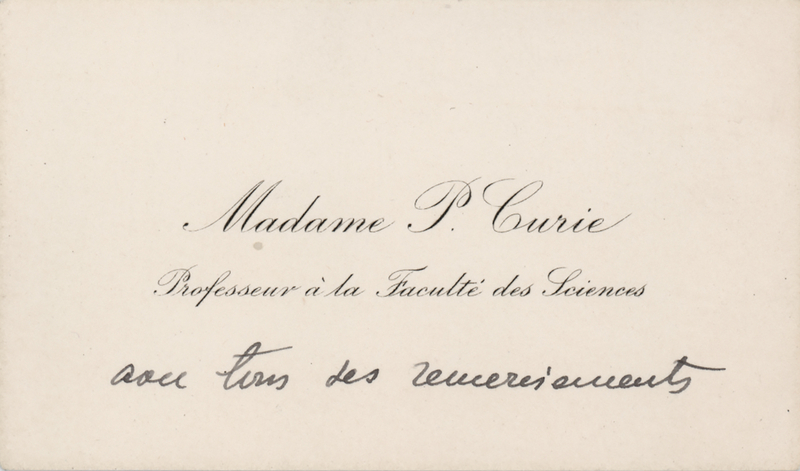 Madame P. Curie
Professeur à la Faculté des Sciences
avec tous ses remerciements